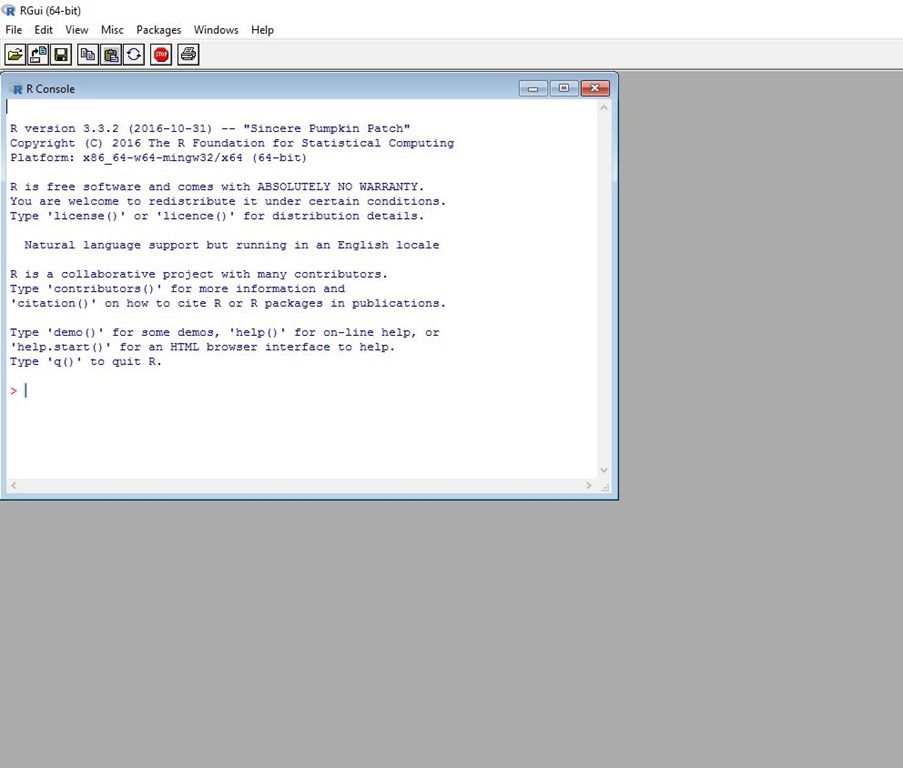 RGui (64-bit)
File Edit View Misc Packages Windows Help
STOP
R Console
R version 3.3.2 (2016-10-31) -- "Sincere Pumpkin Patch"
Copyright (C) 2016 The R Foundation for Statistical Computing
Platform: x86_64-w64-mingw32/x64 (64-bit)
R is free software and comes with ABSOLUTELY NO WARRANTY.
You are welcome to redistribute it under certain conditions.
Type 'license()' or 'licence()' for distribution details.
Natural language support but running in an English locale
R is a collaborative project with many contributors.
Type 'contributors()' for more information and
'citation()' on how to cite R or R packages in publications.
Type 'demo()' for some demos, 'help()' for on-line help, or
'help.start()' for an HTML browser interface to help.
Type 'q()' to quit R.
>